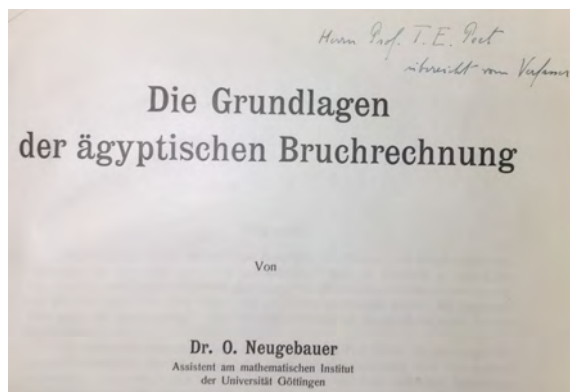 Herrn Prof. T. E. Peet
überreicht vom Verfasser
Die Grundlagen
der ägyptischen Bruchrechnung
Von
Dr. O. Neugebauer
Assistent am mathematischen Institut
der Universität Göttingen